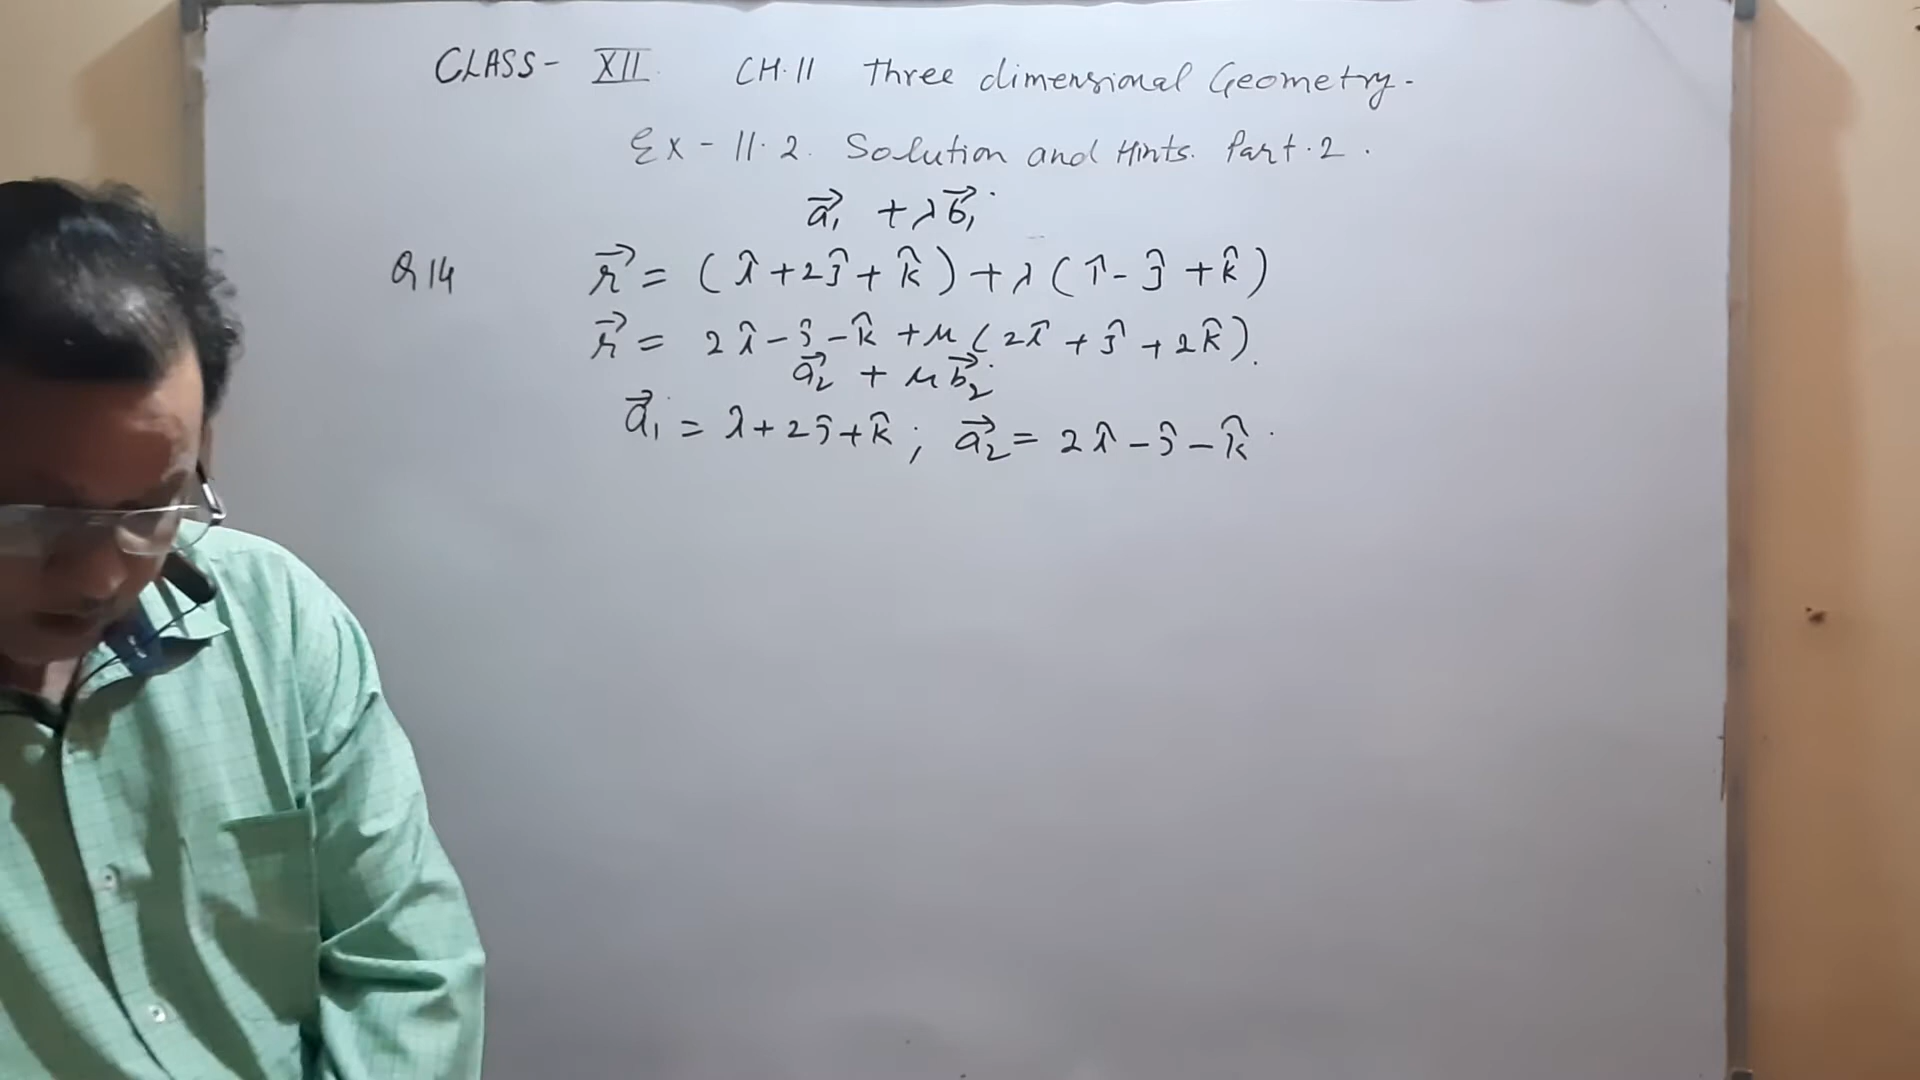 CLASS- XII CH.11 Three dimensional Geometry.
Ex - 11.2. Solution and Hints. Part.2.
a⃗₁ + λb⃗₁
Q14 r⃗ = (î+2ĵ+k̂)+λ(î-ĵ+k̂)
r⃗ = 2î-ĵ-k̂+μ(2î+ĵ+2k̂).
a⃗₂ + μb⃗₂
a⃗₁ = î+2ĵ+k̂; a⃗₂ = 2î-ĵ-k̂.